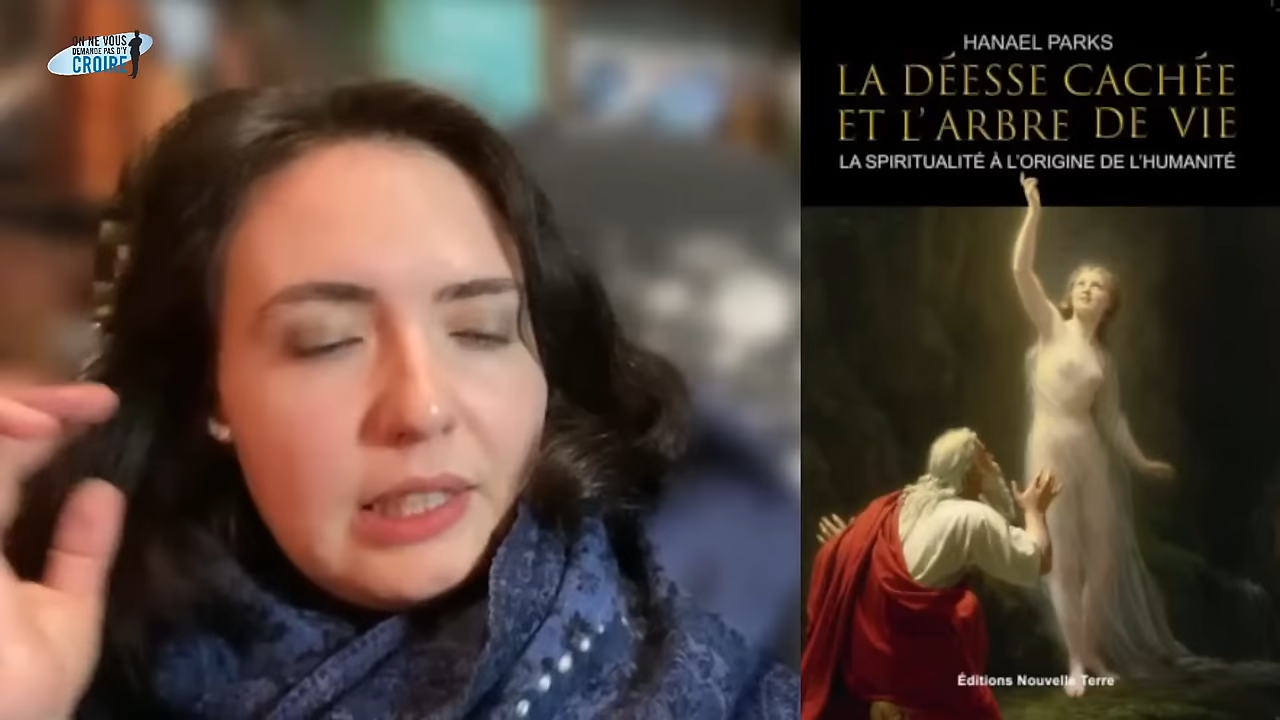 ON NE VOUS
DEMANDE PAS D'Y
CROIRE
HANAEL PARKS
LA DÉESSE CACHÉE
ET L'ARBRE DE VIE
LA SPIRITUALITÉ À L'ORIGINE DE L'HUMANITÉ
Éditions Nouvelle Terre